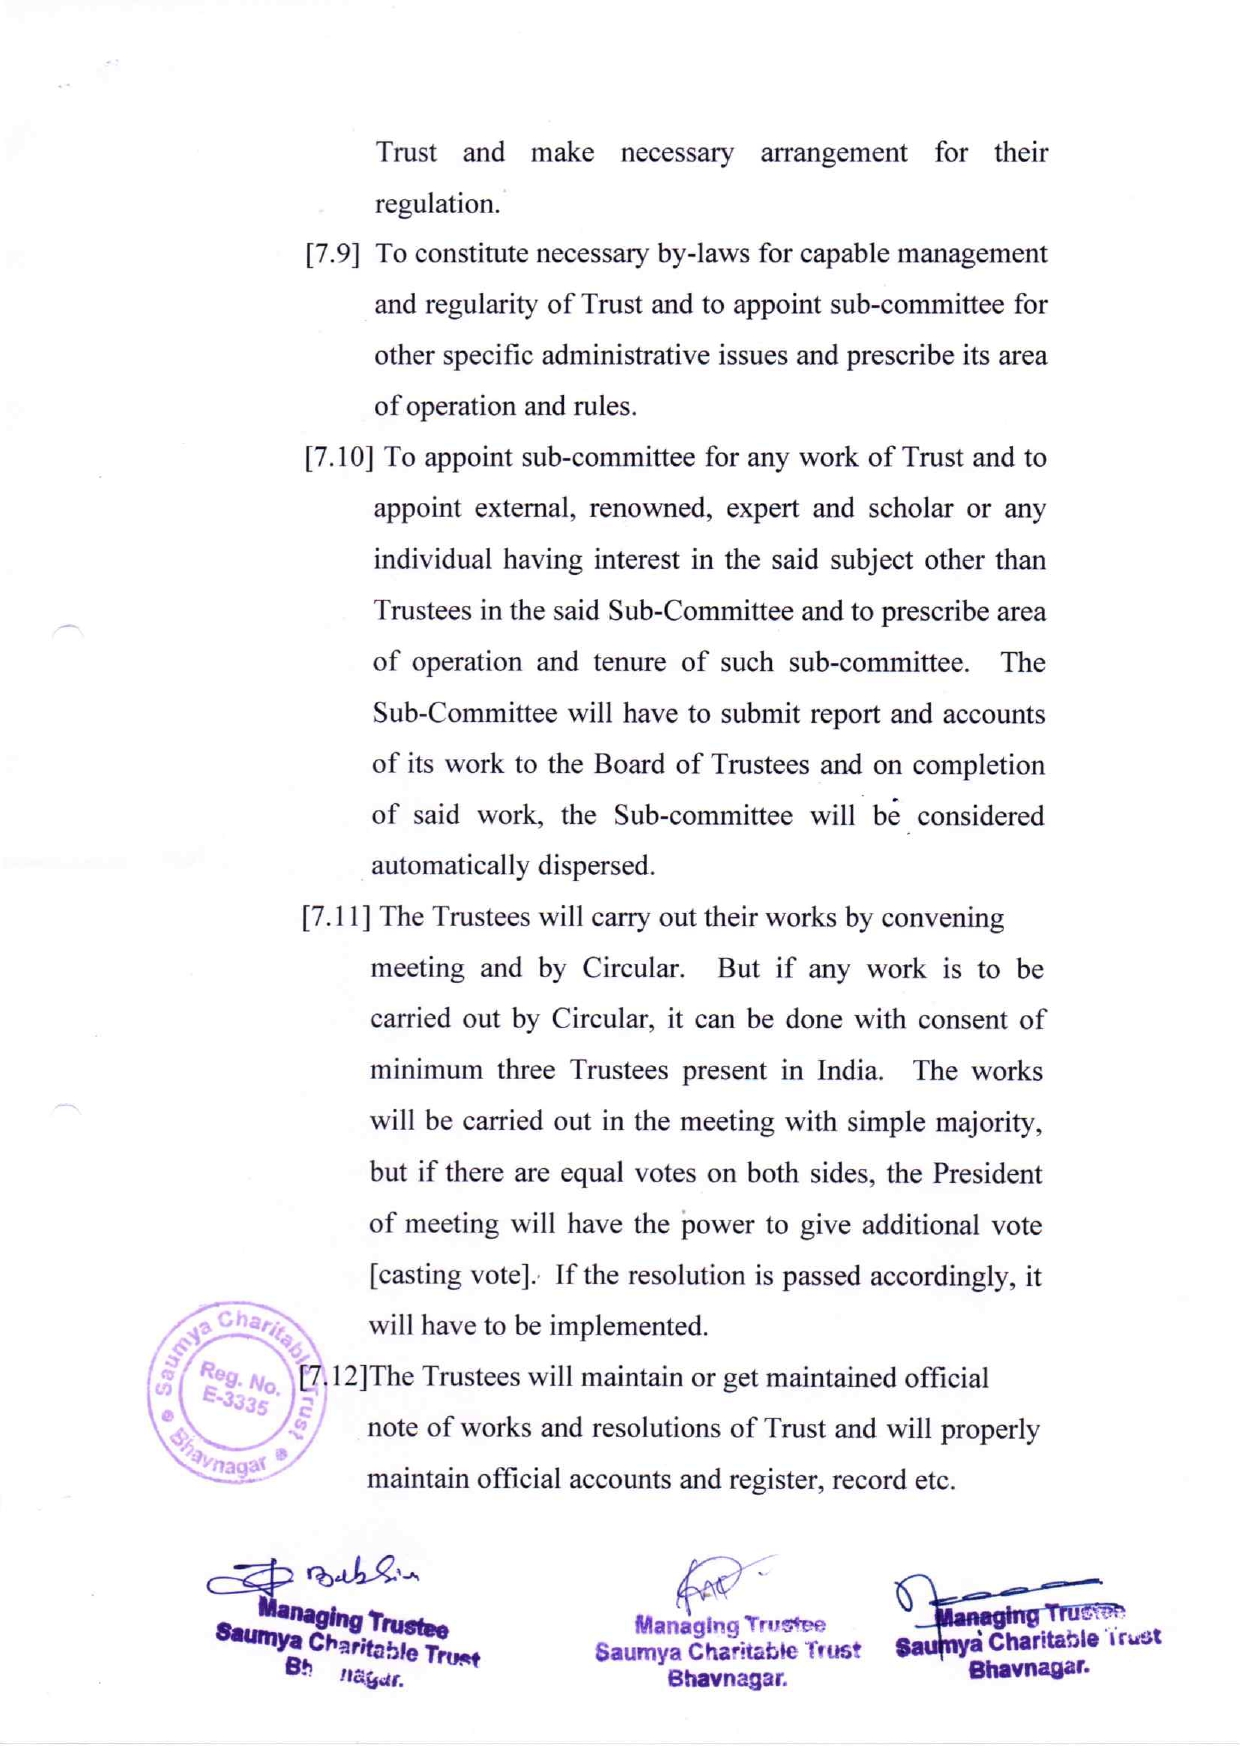 Trust and make necessary arrangement for their
regulation.
[7.9] To constitute necessary by-laws for capable management
and regularity of Trust and to appoint sub-committee for
other specific administrative issues and prescribe its area
of operation and rules.
[7.10] To appoint sub-committee for any work of Trust and to
appoint external, renowned, expert and scholar or any
individual having interest in the said subject other than
Trustees in the said Sub-Committee and to prescribe area
of operation and tenure of such sub-committee. The
Sub-Committee will have to submit report and accounts
of its work to the Board of Trustees and on completion
of said work, the Sub-committee will be considered
automatically dispersed.
[7.11] The Trustees will carry out their works by convening
meeting and by Circular. But if any work is to be
carried out by Circular, it can be done with consent of
minimum three Trustees present in India. The works
will be carried out in the meeting with simple majority,
but if there are equal votes on both sides, the President
of meeting will have the power to give additional vote
[casting vote]. If the resolution is passed accordingly, it
will have to be implemented.
[7.12]The Trustees will maintain or get maintained official
note of works and resolutions of Trust and will properly
maintain official accounts and register, record etc.
Saumya Charitable Trust
Bhavnagar
Reg. No.
E-3335
Managing Trustee
Saumya Charitable Trust
Bh nagar.
Managing Trustee
Saumya Charitable Trust
Bhavnagar.
Managing Trustee
Saumya Charitable Trust
Bhavnagar.